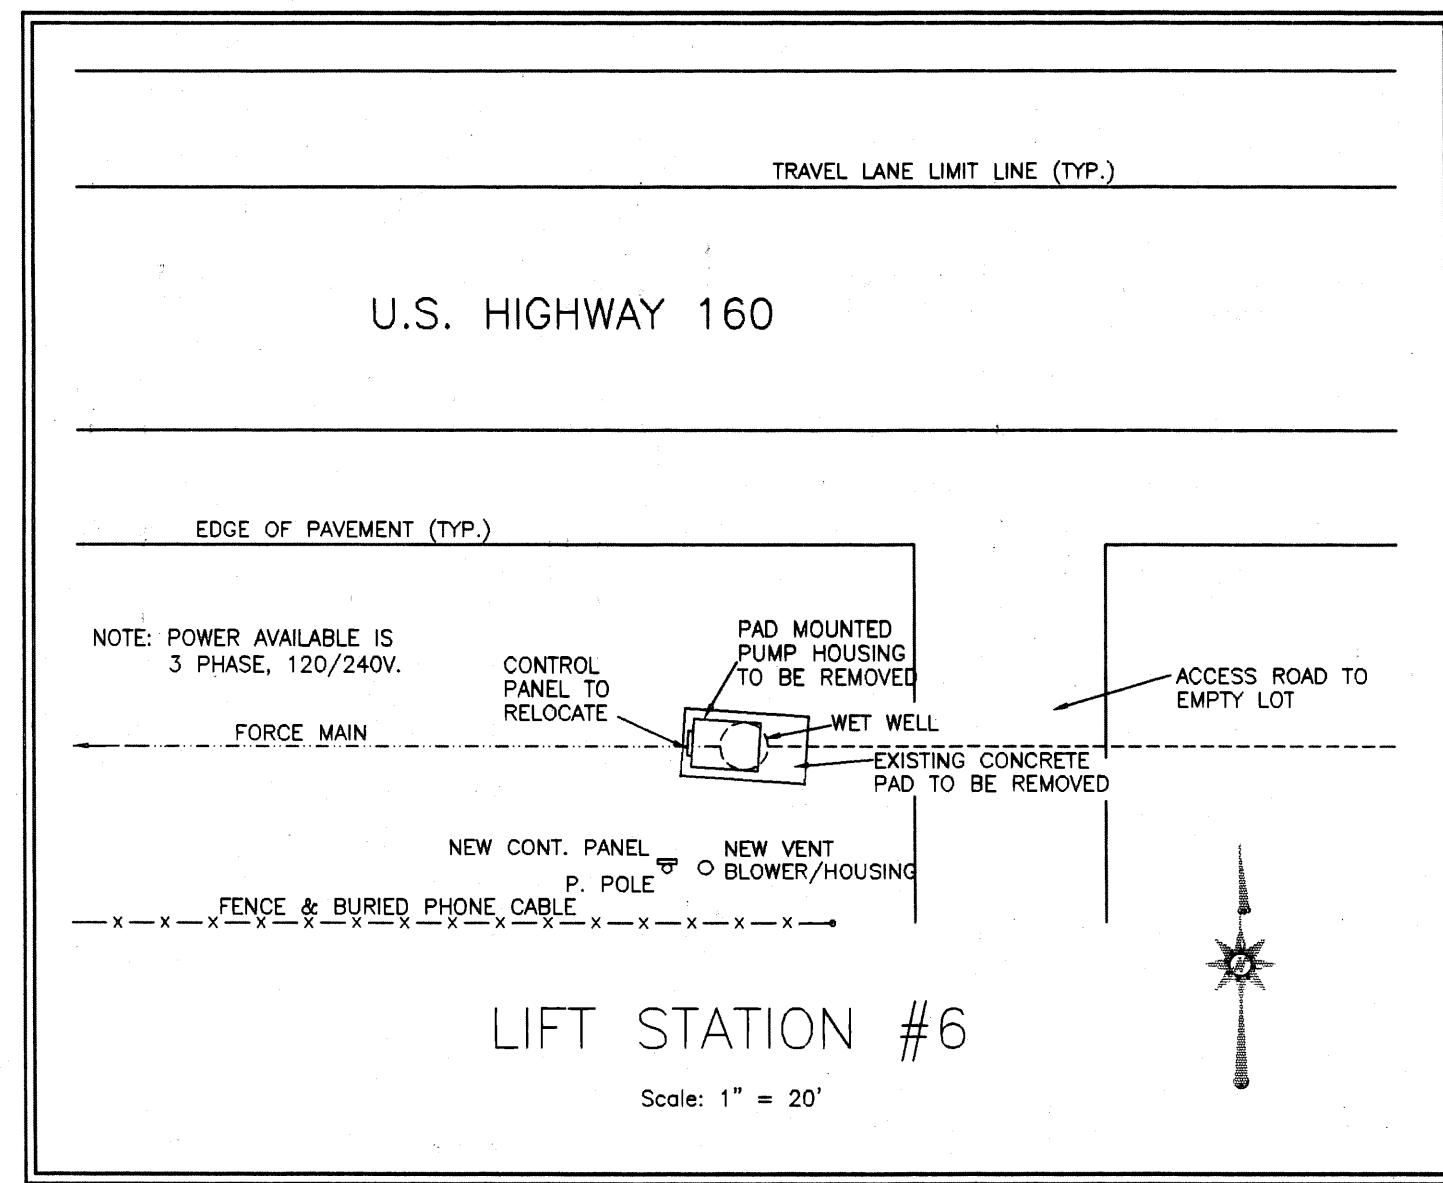 TRAVEL LANE LIMIT LINE (TYP.)
U.S. HIGHWAY 160
EDGE OF PAVEMENT (TYP.)
NOTE: POWER AVAILABLE IS
3 PHASE, 120/240V.
CONTROL
PANEL TO
RELOCATE
PAD MOUNTED
PUMP HOUSING
TO BE REMOVED
ACCESS ROAD TO
EMPTY LOT
FORCE MAIN
WET WELL
EXISTING CONCRETE
PAD TO BE REMOVED
NEW CONT. PANEL
P. POLE
NEW VENT
BLOWER/HOUSING
FENCE & BURIED PHONE CABLE
LIFT STATION #6
Scale: 1" = 20'